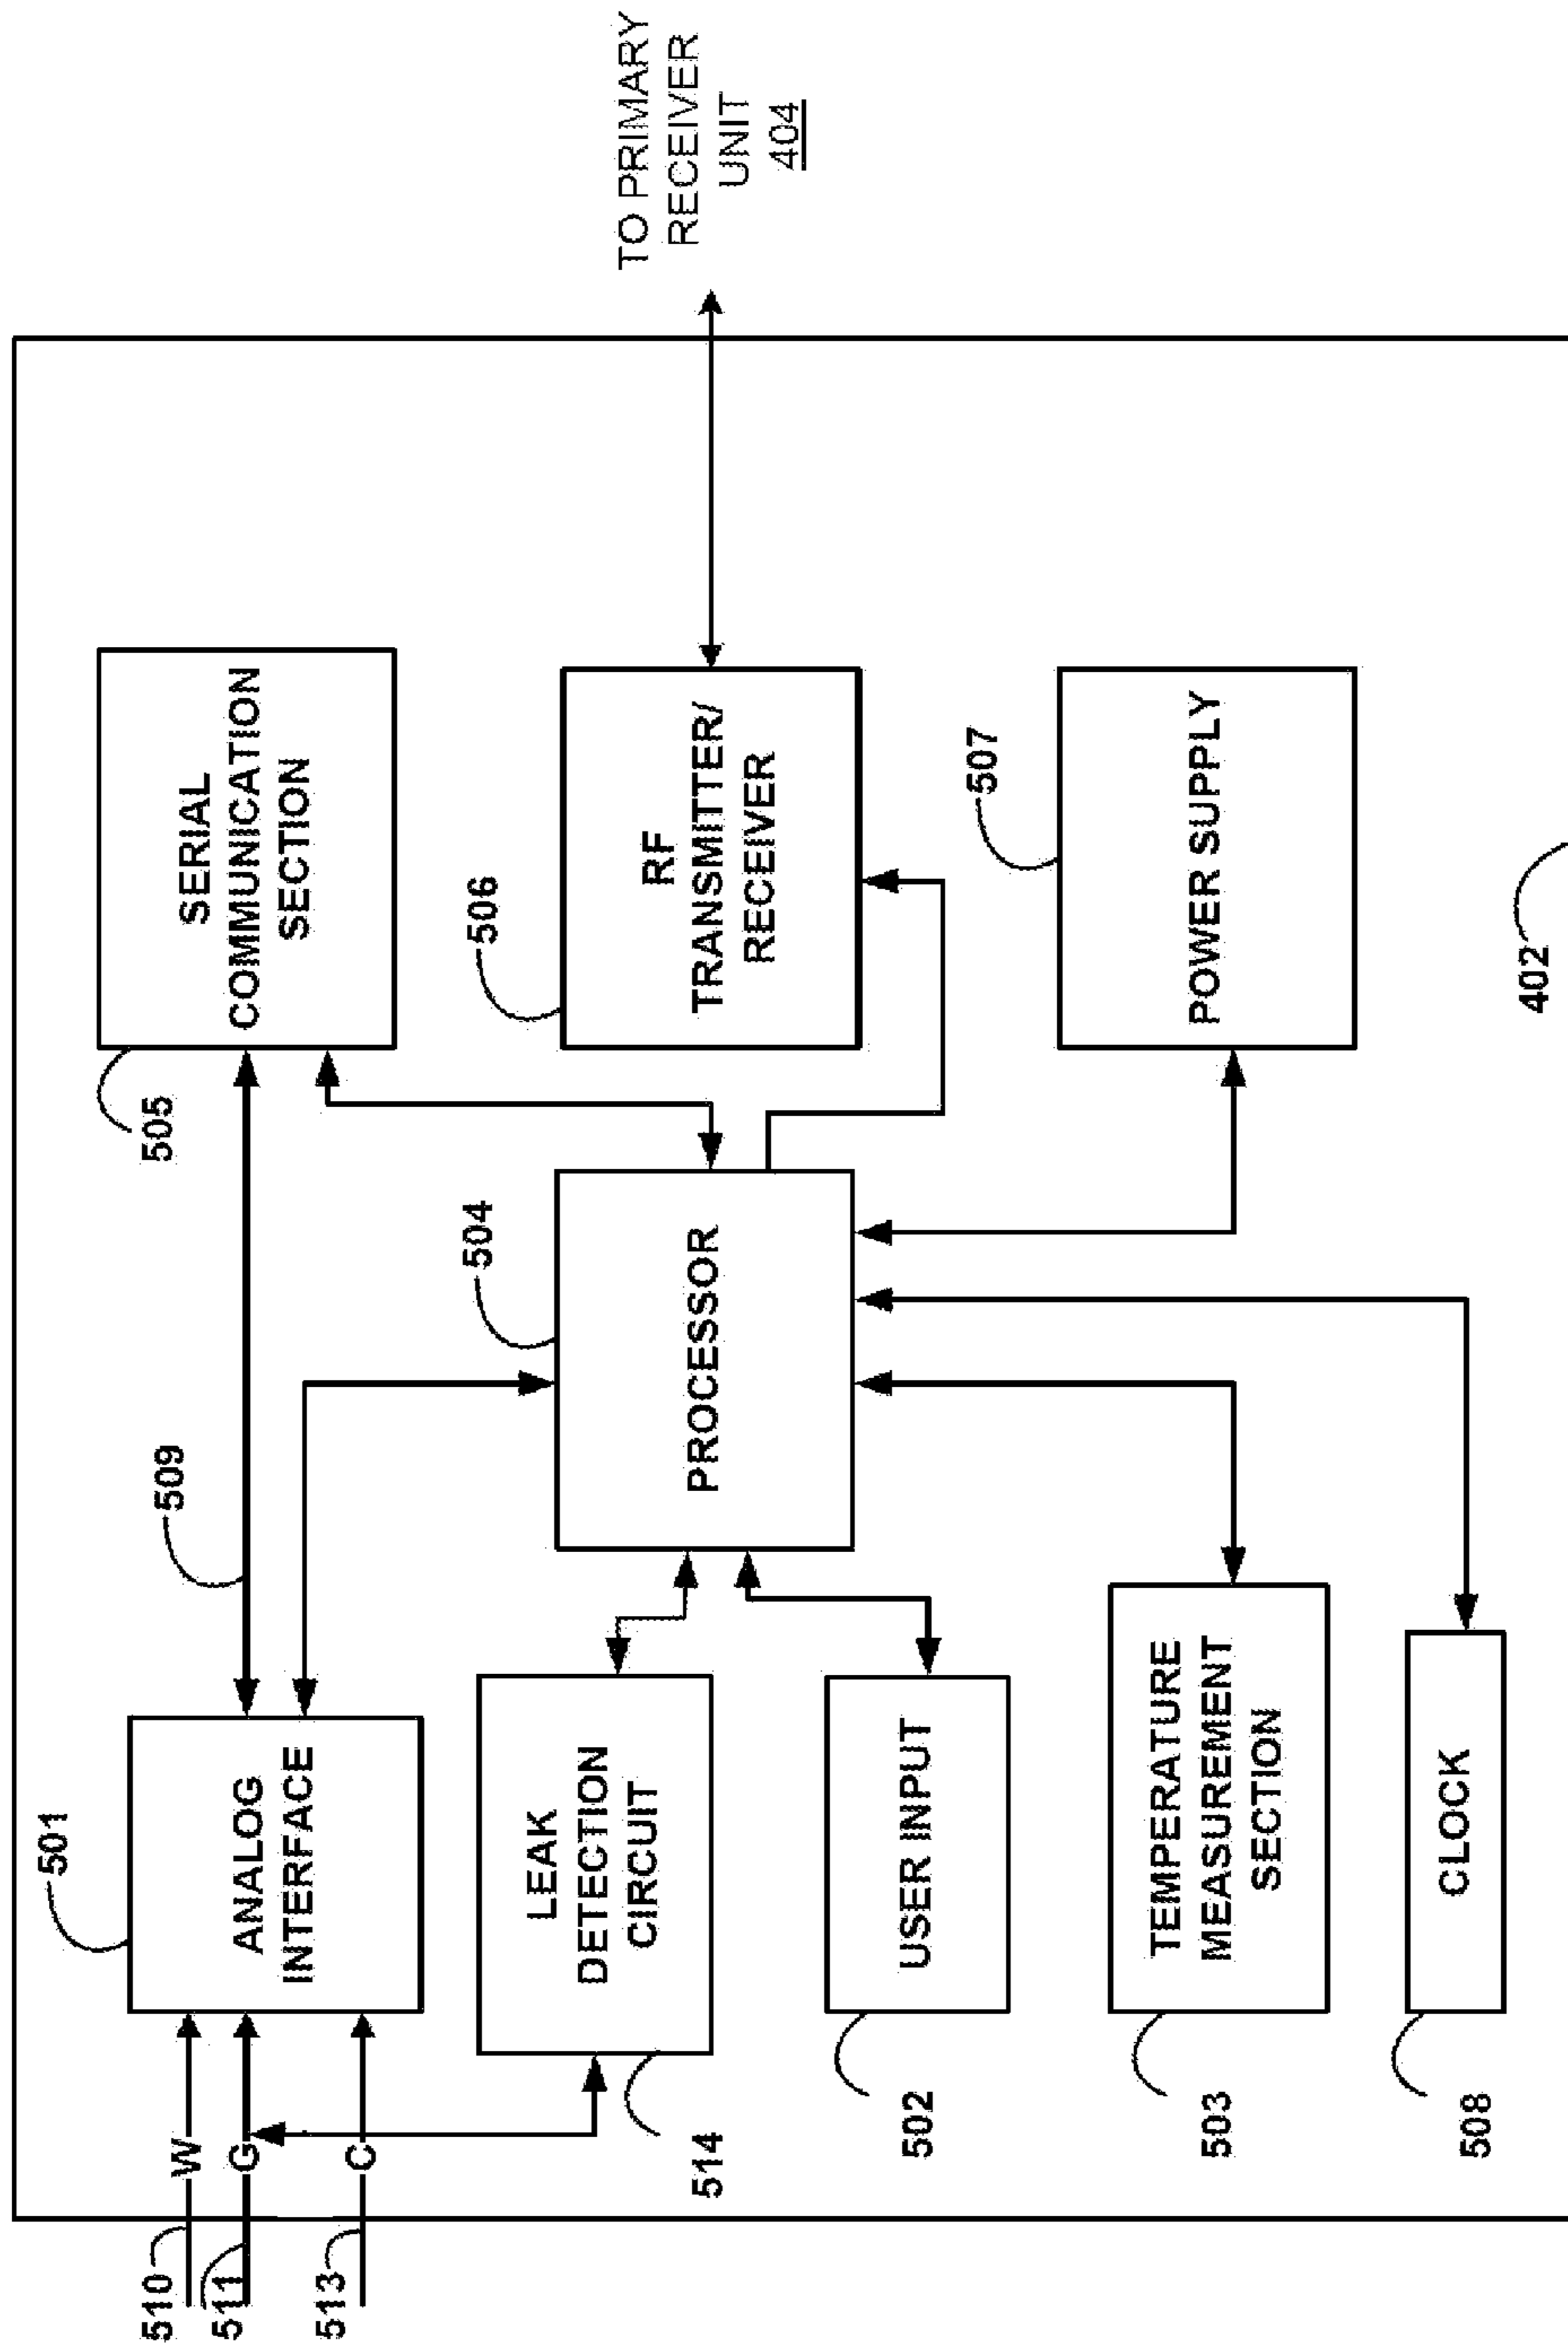 510
W
511
G
513
C
501
ANALOG
INTERFACE
509
505
SERIAL
COMMUNICATION
SECTION
514
LEAK
DETECTION
CIRCUIT
504
PROCESSOR
506
RF
TRANSMITTER/
RECEIVER
TO PRIMARY
RECEIVER
UNIT
404
502
USER INPUT
507
POWER SUPPLY
503
TEMPERATURE
MEASUREMENT
SECTION
508
CLOCK
402